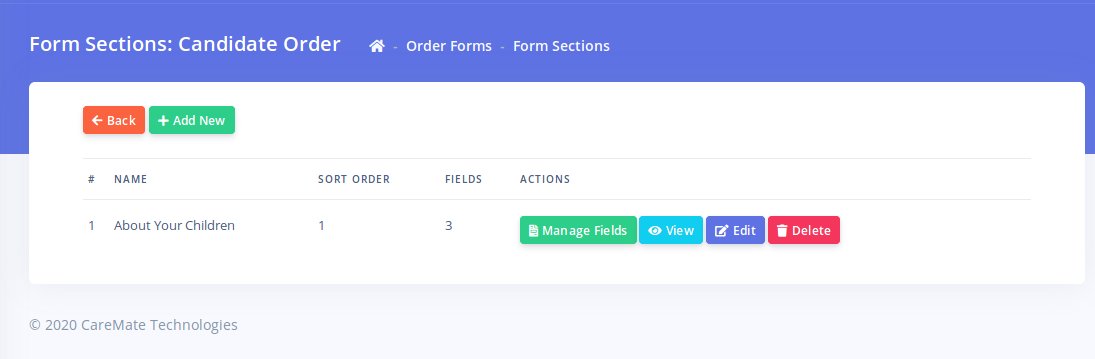 Form Sections: Candidate Order - Order Forms - Form Sections
Back Add New
# NAME SORT ORDER FIELDS ACTIONS
1 About Your Children 1 3 Manage Fields View Edit Delete
© 2020 CareMate Technologies